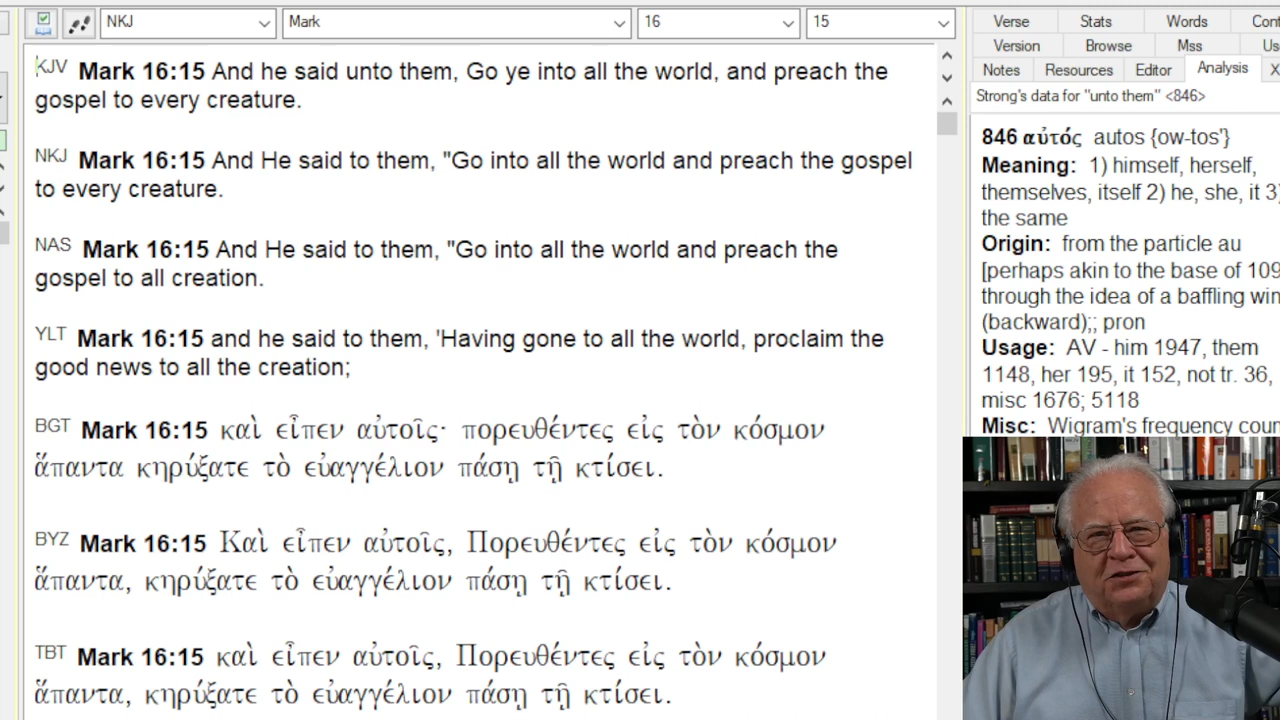 NKJ Mark 16 15
KJV Mark 16:15 And he said unto them, Go ye into all the world, and preach the
gospel to every creature.
NKJ Mark 16:15 And He said to them, "Go into all the world and preach the gospel
to every creature.
NAS Mark 16:15 And He said to them, "Go into all the world and preach the
gospel to all creation.
YLT Mark 16:15 and he said to them, 'Having gone to all the world, proclaim the
good news to all the creation;
BGT Mark 16:15 καὶ εἶπεν αὐτοῖς· πορευθέντες εἰς τὸν κόσμον
ἅπαντα κηρύξατε τὸ εὐαγγέλιον πάσῃ τῇ κτίσει.
BYZ Mark 16:15 Καὶ εἶπεν αὐτοῖς, Πορευθέντες εἰς τὸν κόσμον
ἅπαντα, κηρύξατε τὸ εὐαγγέλιον πάσῃ τῇ κτίσει.
TBT Mark 16:15 καὶ εἶπεν αὐτοῖς, Πορευθέντες εἰς τὸν κόσμον
ἅπαντα, κηρύξατε τὸ εὐαγγέλιον πάσῃ τῇ κτίσει.
Verse Stats Words
Version Browse Mss
Notes Resources Editor Analysis X
Strong's data for "unto them" <846>
846 αὐτός autos {ow-tos'}
Meaning: 1) himself, herself,
themselves, itself 2) he, she, it 3)
the same
Origin: from the particle au
[perhaps akin to the base of 109
through the idea of a baffling win
(backward);; pron
Usage: AV - him 1947, them
1148, her 195, it 152, not tr. 36,
misc 1676; 5118
Misc: Wigram's frequency coun